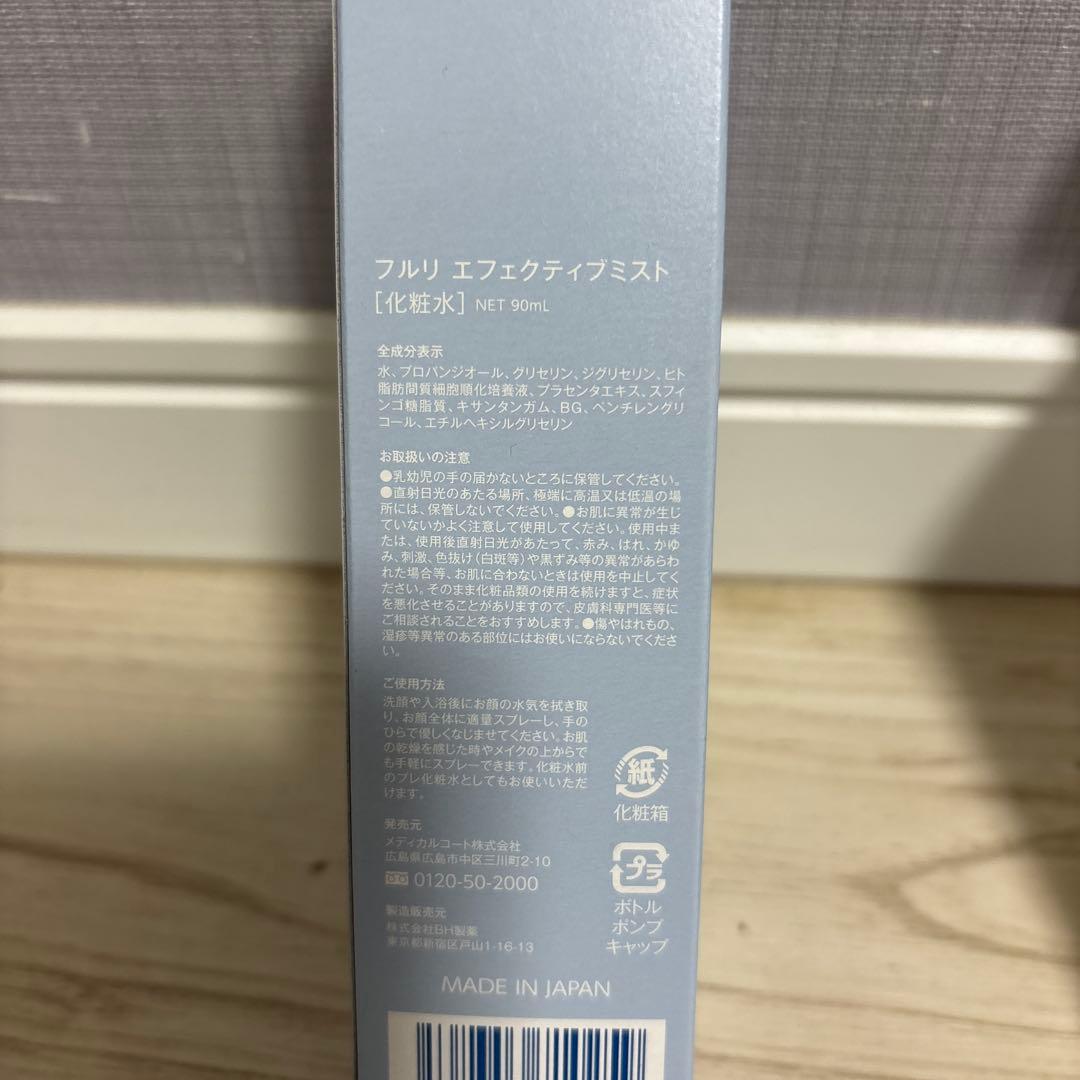 フルリ エフェクティブミスト
[化粧水] NET 90mL
全成分表示
水、プロパンジオール、グリセリン、ジグリセリン、ヒト
脂肪間質細胞順化培養液、プラセンタエキス、スフィ
ンゴ糖脂質、キサンタンガム、BG、ペンチレングリ
コール、エチルヘキシルグリセリン
お取扱いの注意
●乳幼児の手の届かないところに保管してください。
●直射日光のあたる場所、極端に高温又は低温の場
所には、保管しないでください。●お肌に異常が生じ
ていないかよく注意して使用してください。使用中ま
たは、使用後直射日光があたって、赤み、はれ、かゆ
み、刺激、色抜け(白斑等)や黒ずみ等の異常があらわ
れた場合等、お肌に合わないときは使用を中止してく
ださい。そのまま化粧品類の使用を続けますと、症状
を悪化させることがありますので、皮膚科専門医等に
ご相談されることをおすすめします。●傷やはれもの、
湿疹等異常のある部位にはお使いにならないでくださ
い。
ご使用方法
洗顔や入浴後にお顔の水気を拭き取
り、お顔全体に適量スプレーし、手の
ひらで優しくなじませてください。お肌
の乾燥を感じた時やメイクの上からで
も手軽にスプレーできます。化粧水前
のプレ化粧水としてもお使いいただ
けます。
紙
化粧箱
発売元
メディカルコート株式会社
広島県広島市中区三川町2-10
0120-50-2000
プラ
ボトル
ポンプ
キャップ
製造販売元
株式会社BH製薬
東京都新宿区戸山1-16-13
MADE IN JAPAN